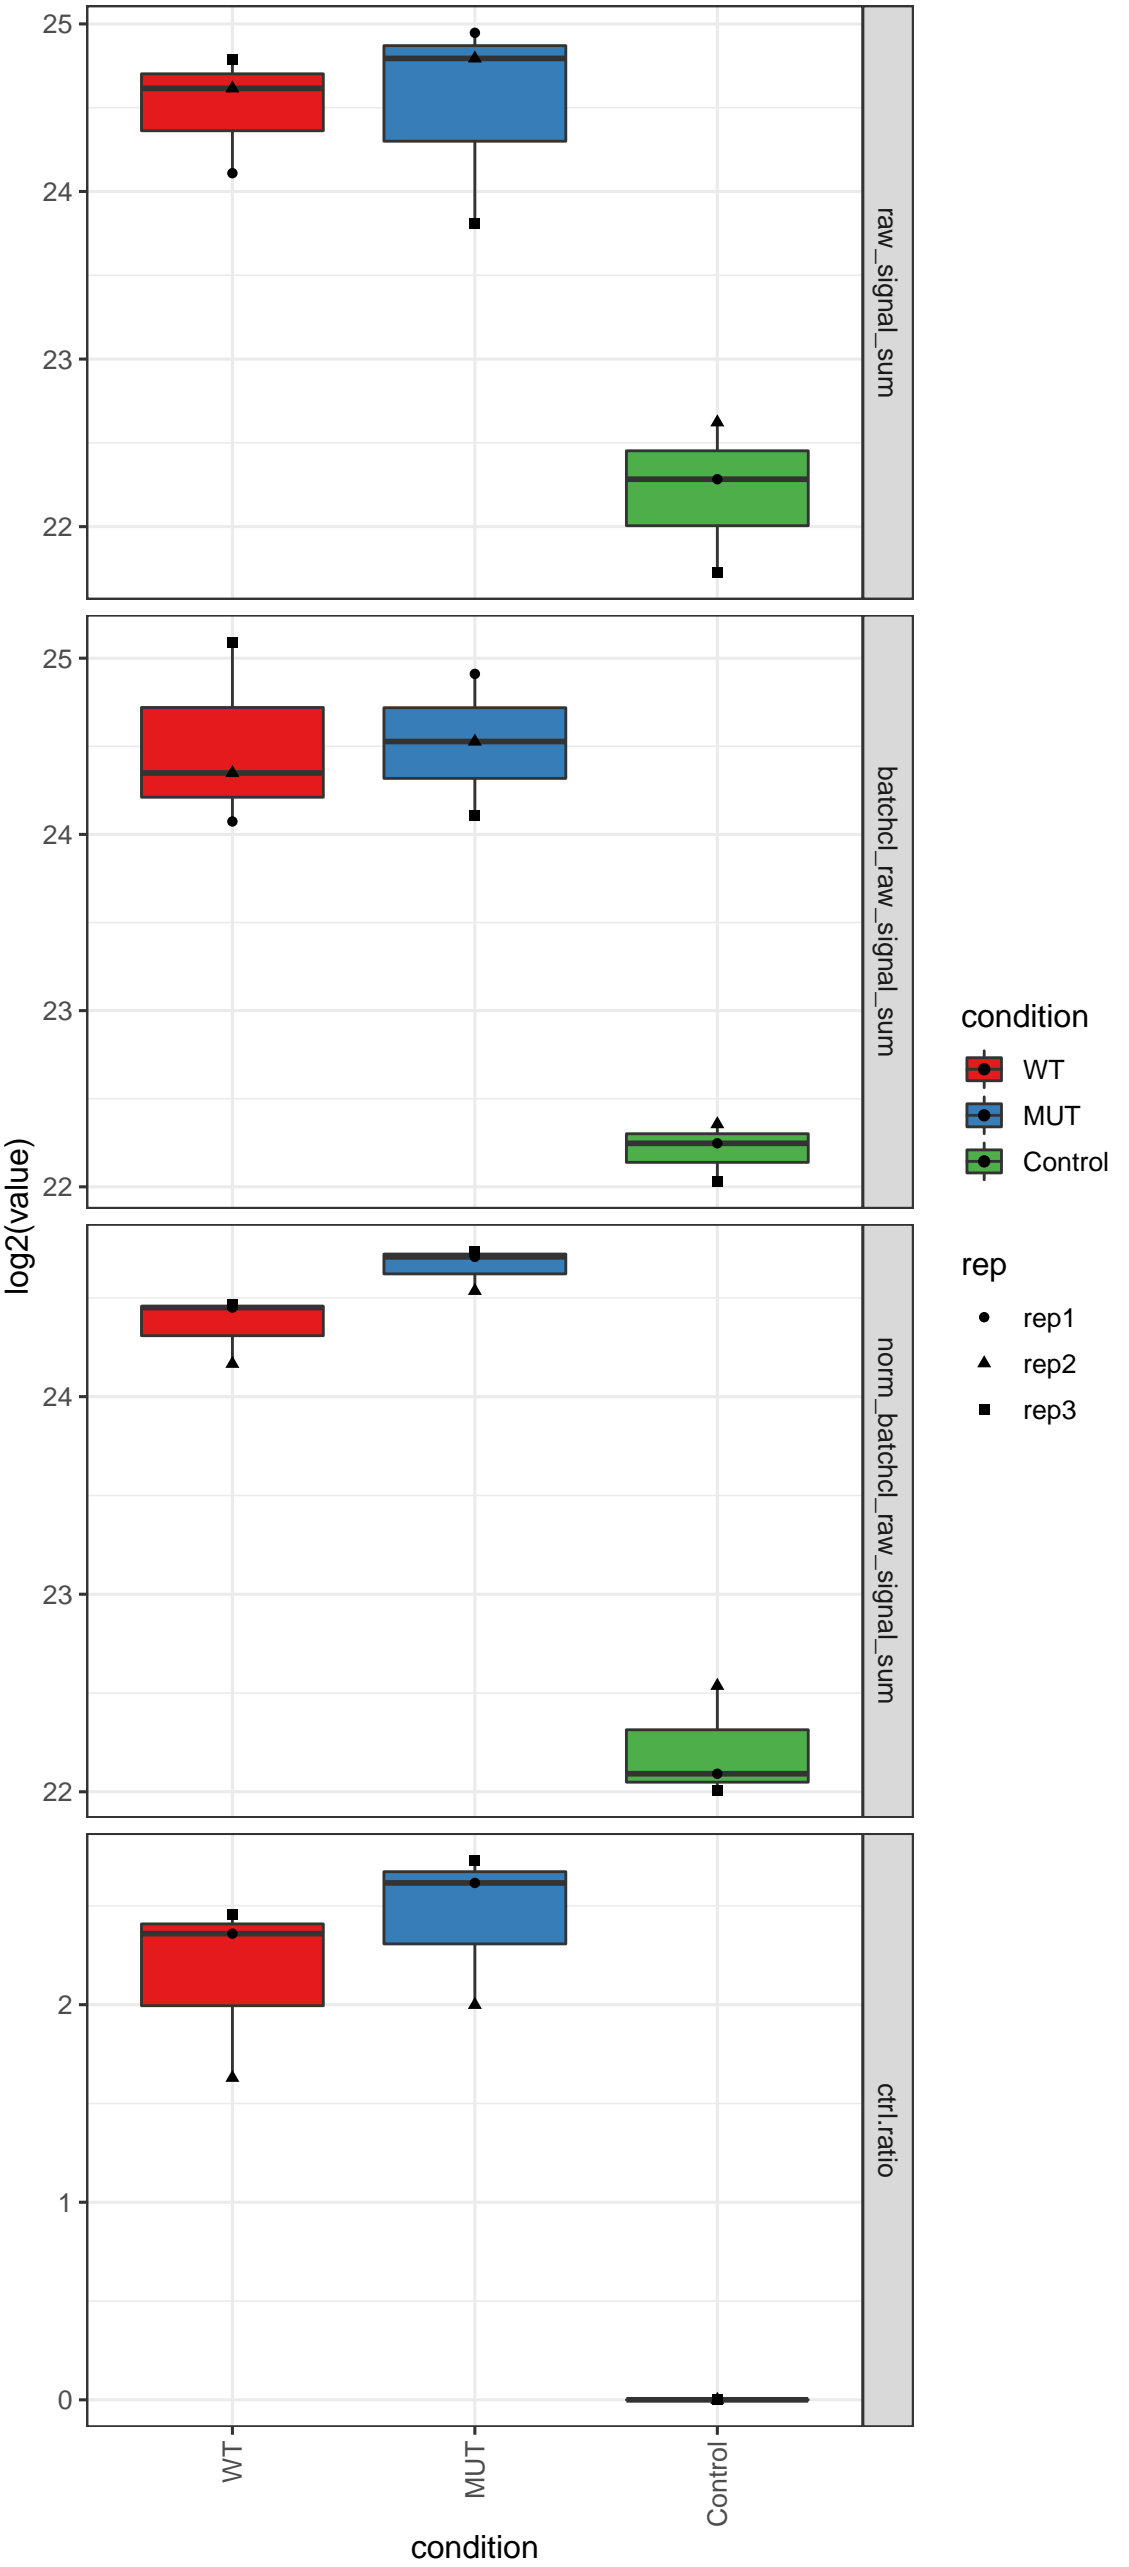 25
24
23
22
raw_signal_sum
25
24
23
22
batchcl_raw_signal_sum
24
23
22
norm_batchcl_raw_signal_sum
2
1
0
ctrl.ratio
log2(value)
WT
MUT
Control
condition
condition
WT
MUT
Control
rep
rep1
rep2
rep3